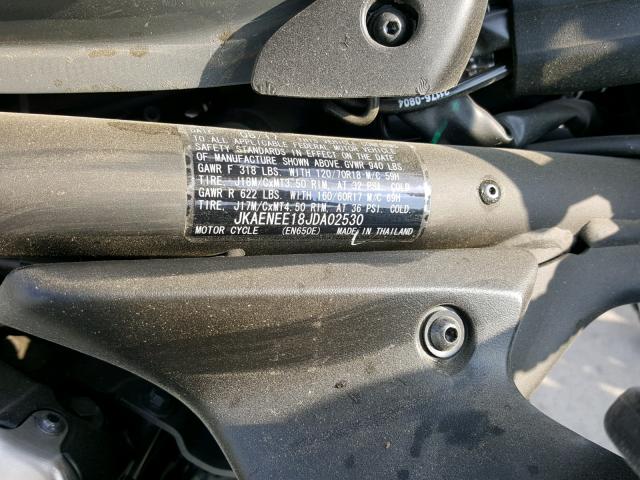 TO ALL APPLICABLE FEDERAL MOTOR VEHICLE
SAFETY STANDARDS IN EFFECT ON THE DATE
OF MANUFACTURE SHOWN ABOVE GVWR 940 LBS.
GAWR F 318 LBS. WITH 120/70R18 M/C 59H
TIRE. J18M/CxMT3.50 RIM. AT 32 PSI. COLD
GAWR R 622 LBS. WITH 160/60R17 M/C 69H
TIRE. J17M/CxMT4.50 RIM. AT 36 PSI. COLD
JKAENEE18JDA02530
MOTOR CYCLE (EN650E) MADE IN THAILAND
21176-0804